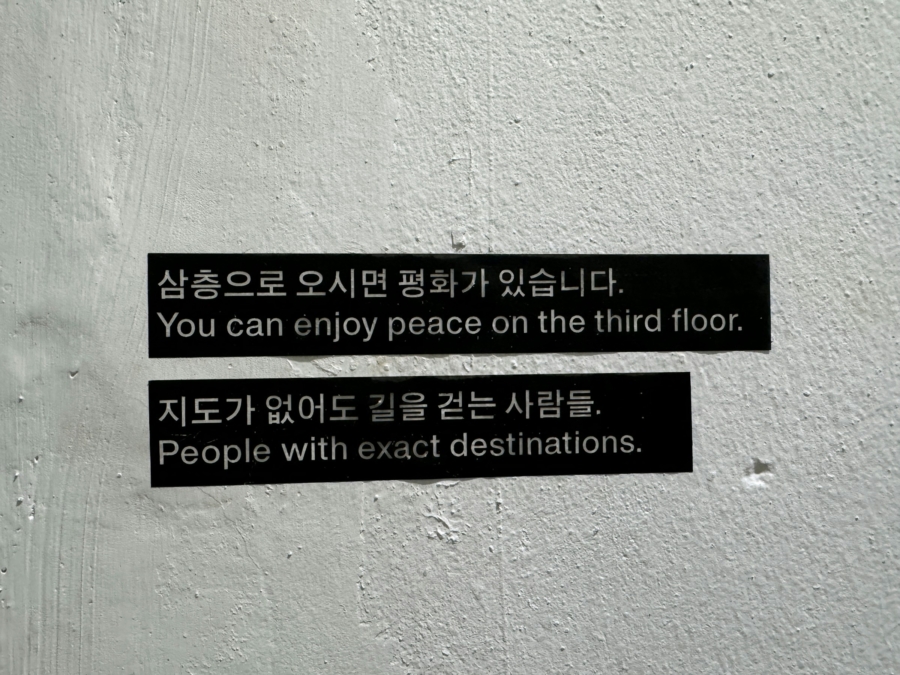 삼층으로 오시면 평화가 있습니다.
You can enjoy peace on the third floor.
지도가 없어도 길을 걷는 사람들.
People with exact destinations.